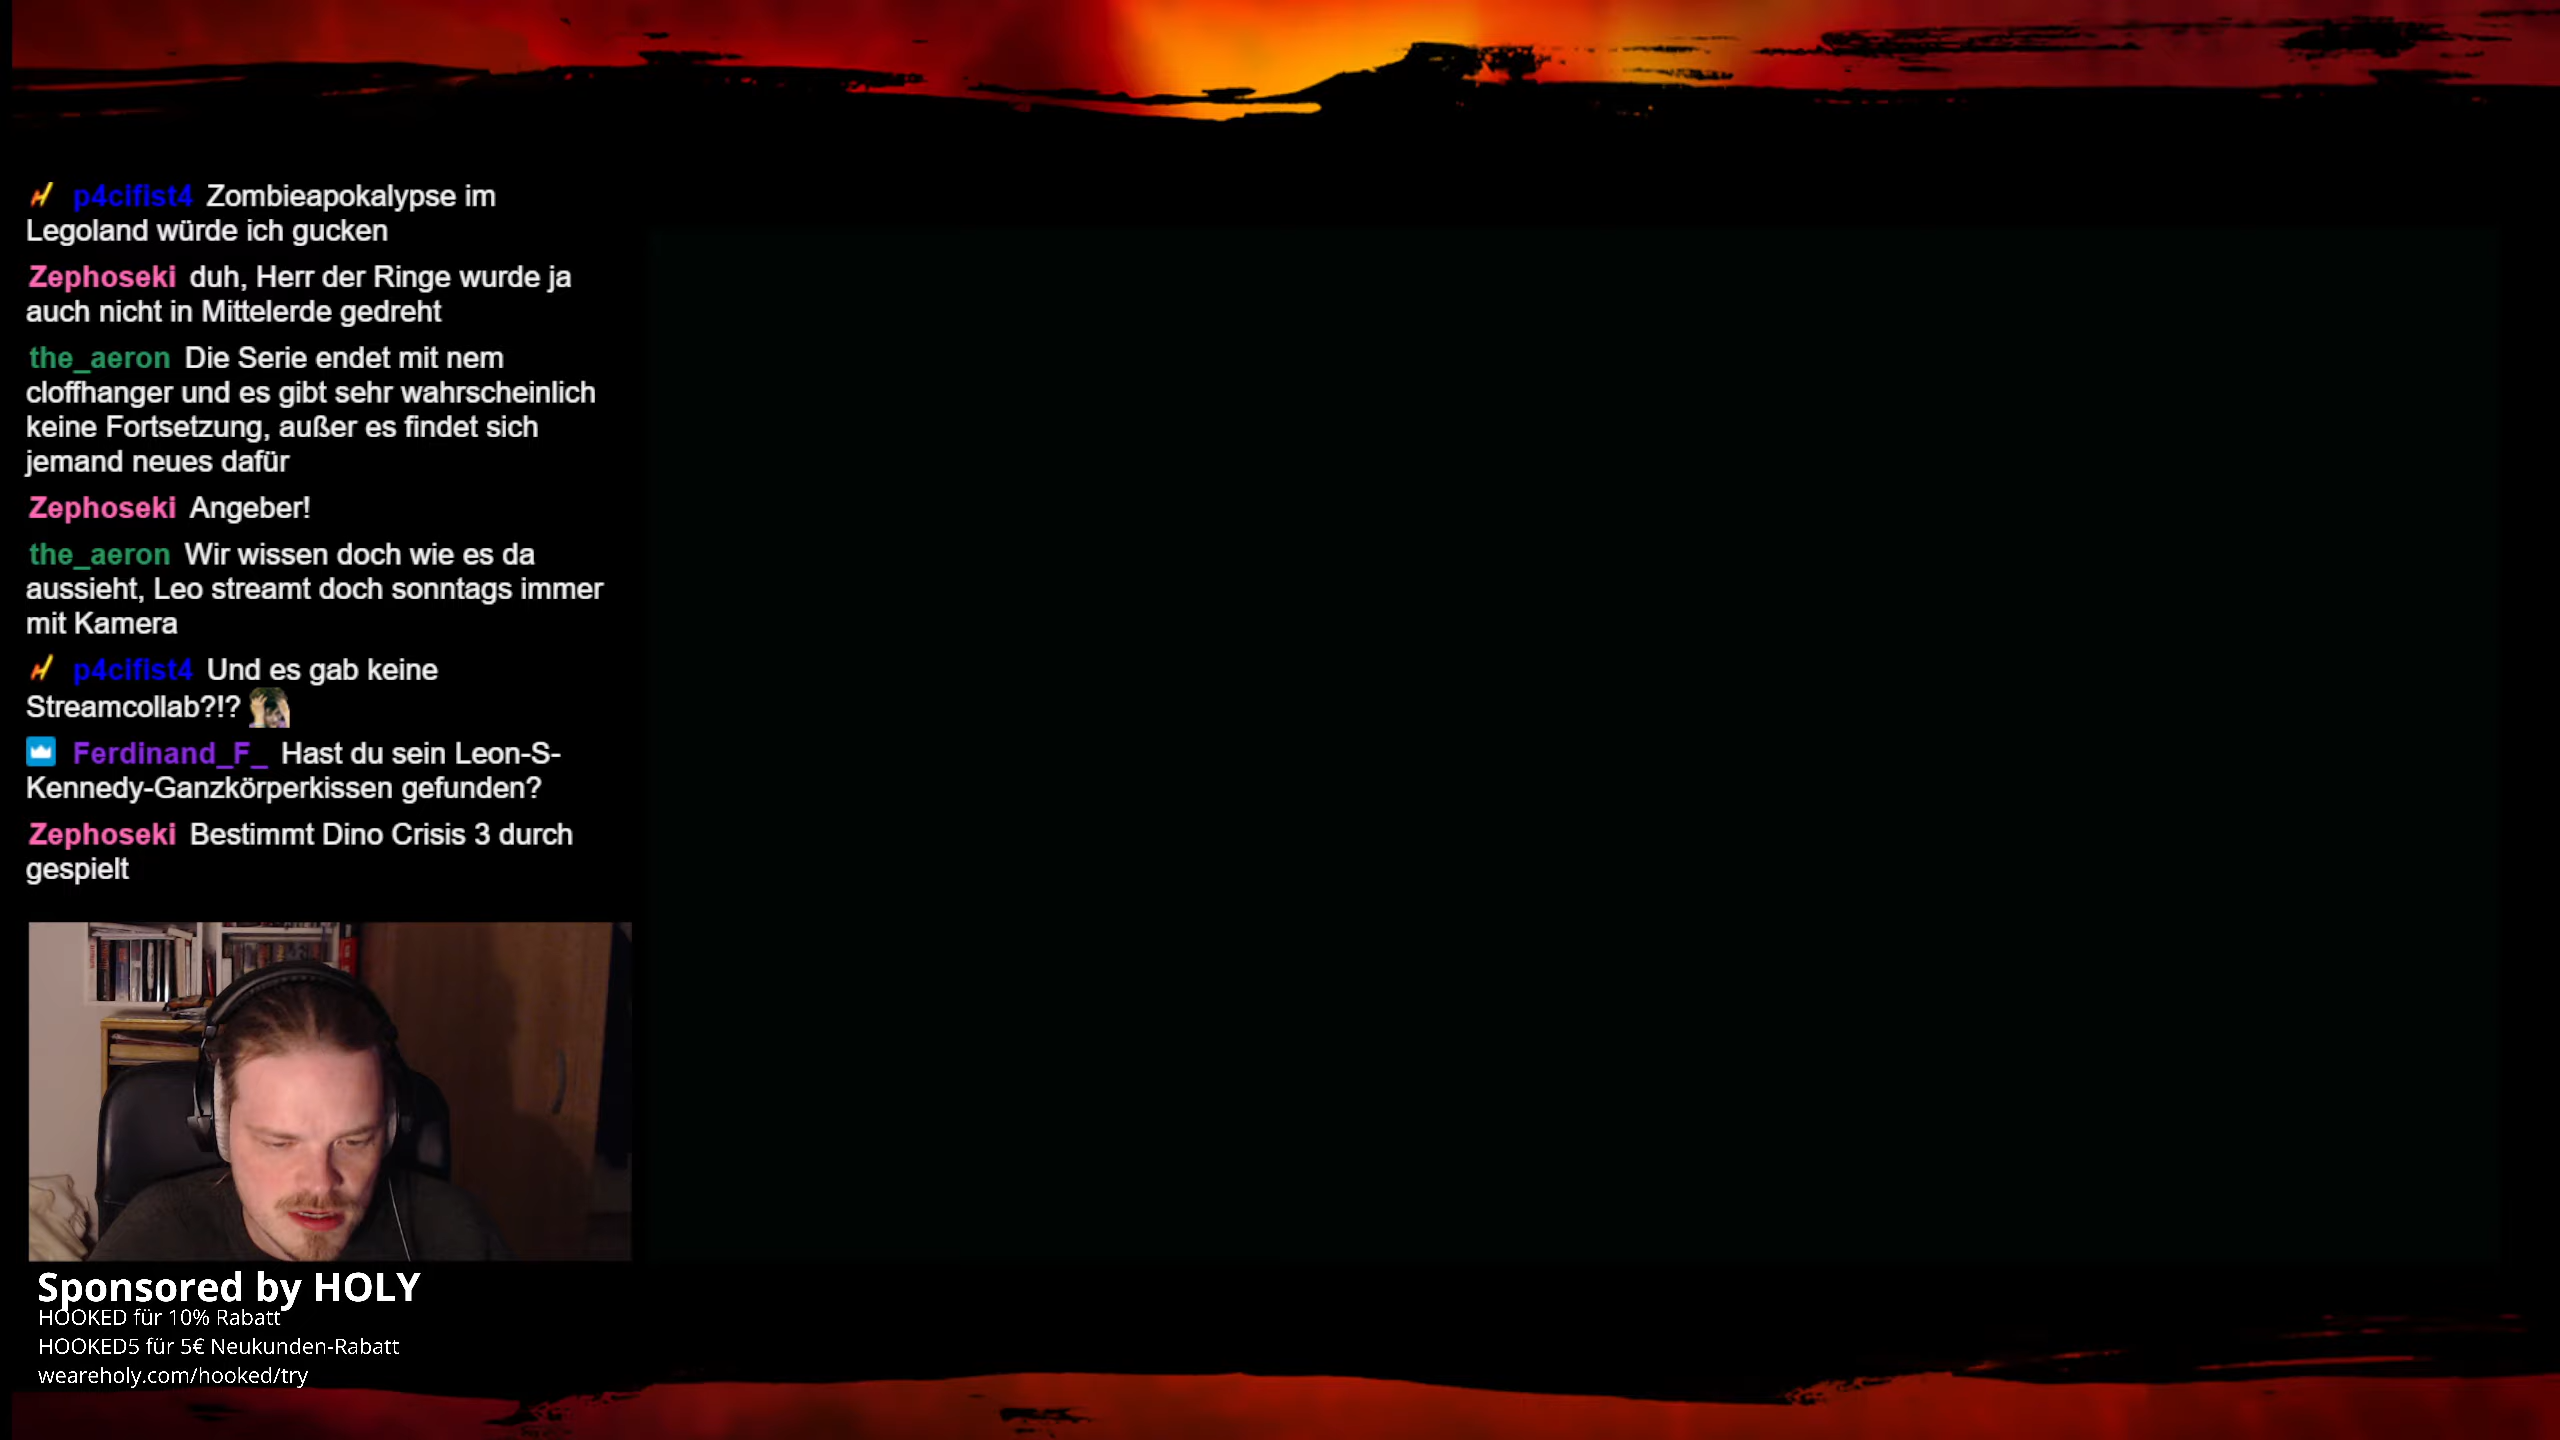 p4cifist4 Zombieapokalypse im
Legoland würde ich gucken
Zephoseki duh, Herr der Ringe wurde ja
auch nicht in Mittelerde gedreht
the_aeron Die Serie endet mit nem
cloffhanger und es gibt sehr wahrscheinlich
keine Fortsetzung, außer es findet sich
jemand neues dafür
Zephoseki Angeber!
the_aeron Wir wissen doch wie es da
aussieht, Leo streamt doch sonntags immer
mit Kamera
p4cifist4 Und es gab keine
Streamcollab?!?
Ferdinand_F_ Hast du sein Leon-S-
Kennedy-Ganzkörperkissen gefunden?
Zephoseki Bestimmt Dino Crisis 3 durch
gespielt
Sponsored by HOLY
HOOKED für 10% Rabatt
HOOKED5 für 5€ Neukunden-Rabatt
weareholy.com/hooked/try